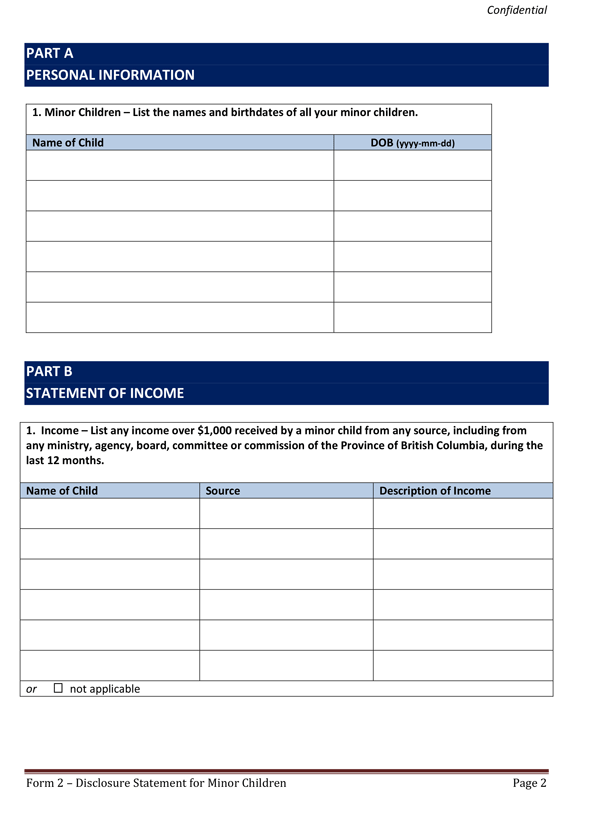 Confidential
PART A
PERSONAL INFORMATION
1. Minor Children – List the names and birthdates of all your minor children.
Name of Child DOB (yyyy-mm-dd)
PART B
STATEMENT OF INCOME
1. Income – List any income over $1,000 received by a minor child from any source, including from
any ministry, agency, board, committee or commission of the Province of British Columbia, during the
last 12 months.
Name of Child Source Description of Income
or ☐ not applicable
Form 2 – Disclosure Statement for Minor Children Page 2